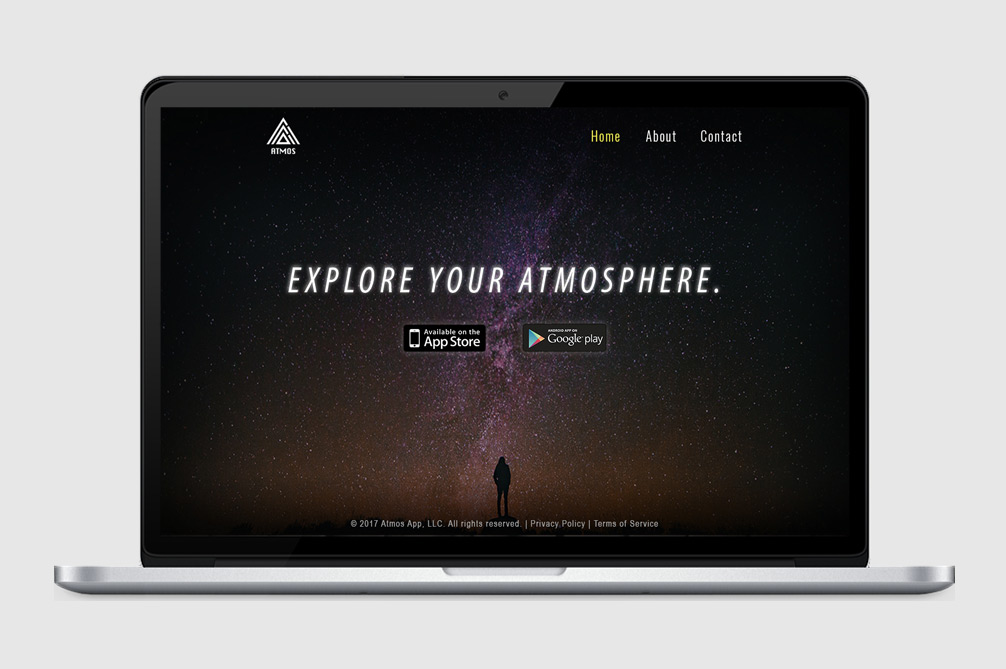 ATMOS
Home About Contact
EXPLORE YOUR ATMOSPHERE.
Available on the
App Store
ANDROID APP ON
Google play
© 2017 Atmos App, LLC. All rights reserved. | Privacy Policy | Terms of Service